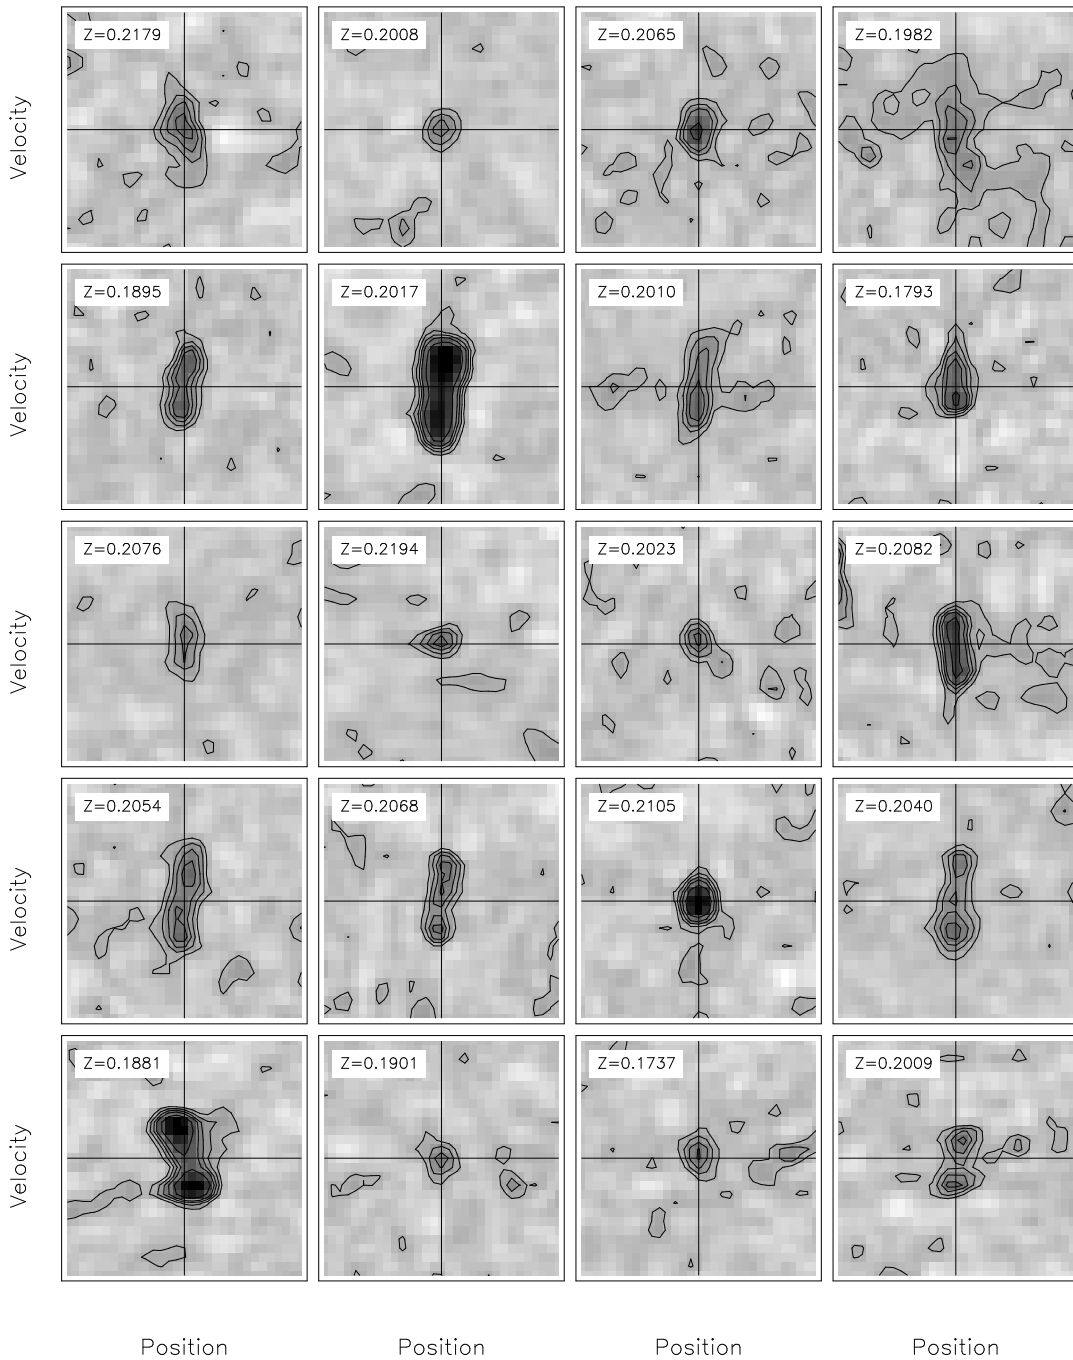 Z=0.2179 Z=0.2008 Z=0.2065 Z=0.1982
Velocity
Z=0.1895 Z=0.2017 Z=0.2010 Z=0.1793
Velocity
Z=0.2076 Z=0.2194 Z=0.2023 Z=0.2082
Velocity
Z=0.2054 Z=0.2068 Z=0.2105 Z=0.2040
Velocity
Z=0.1881 Z=0.1901 Z=0.1737 Z=0.2009
Velocity
Position Position Position Position